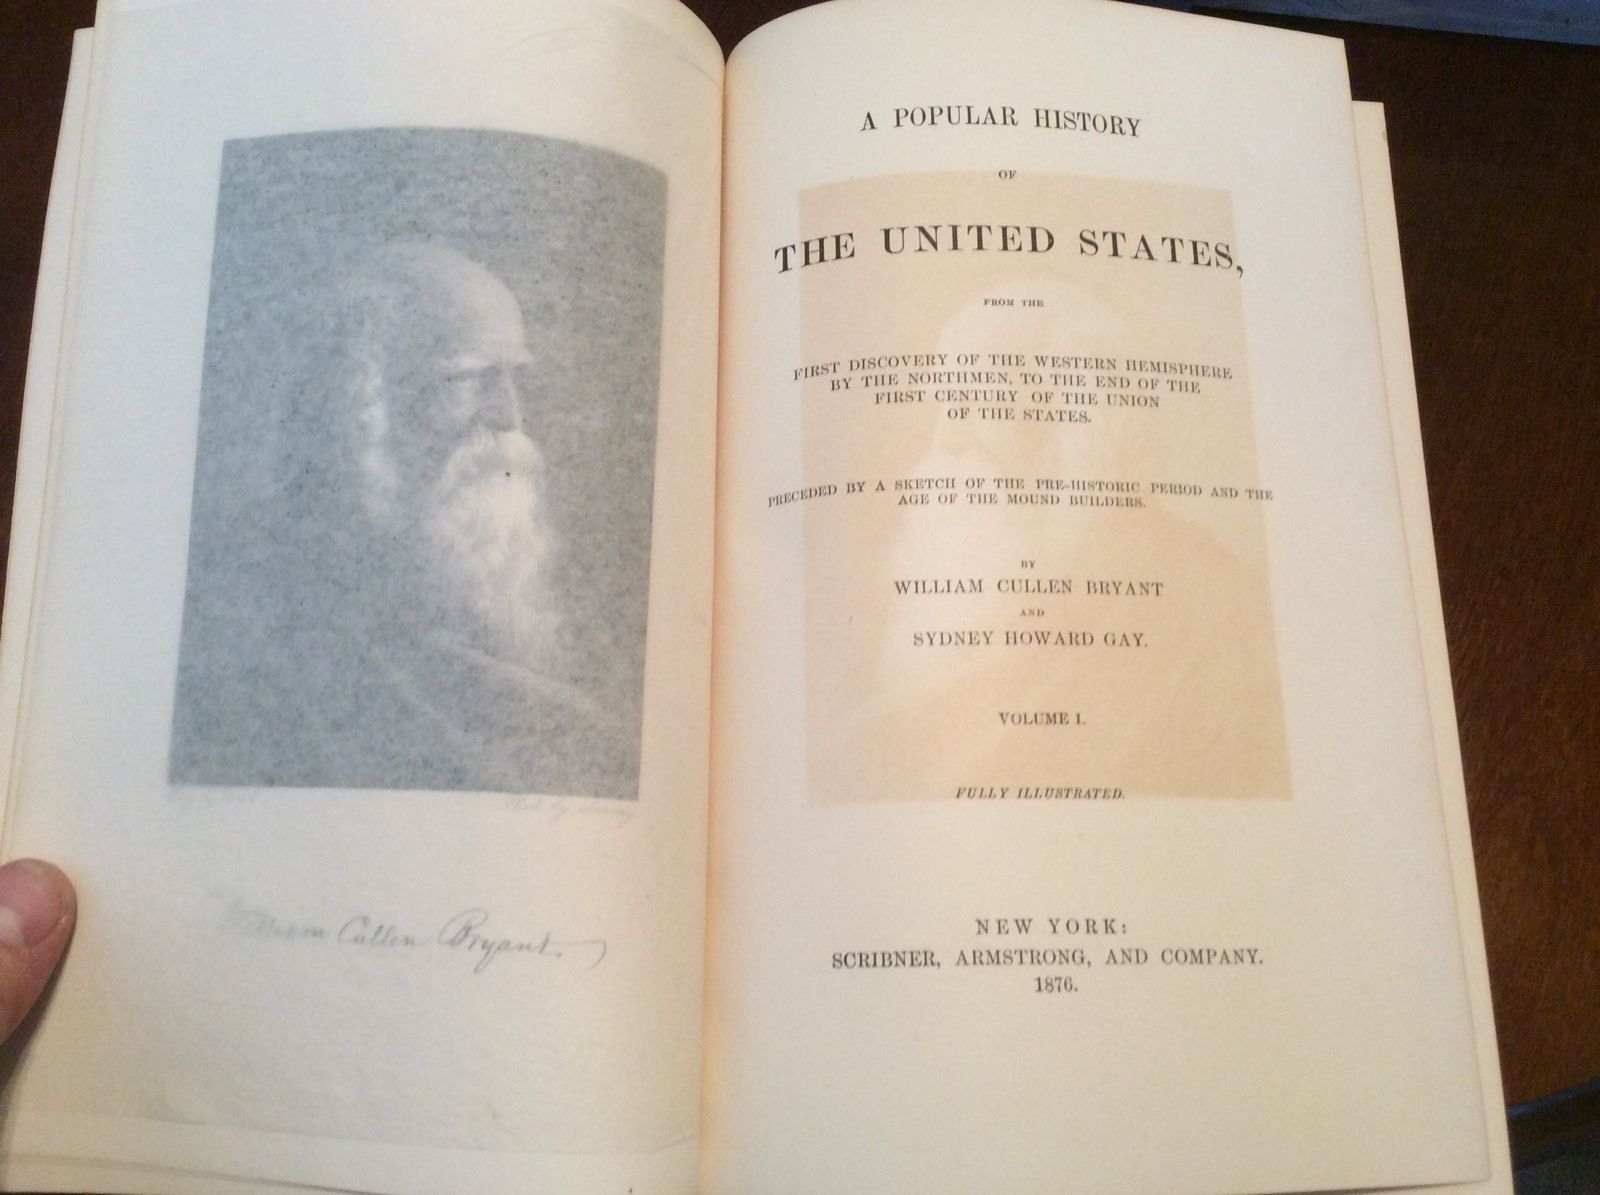 William Cullen Bryant
A POPULAR HISTORY
OF
THE UNITED STATES,
FROM THE
FIRST DISCOVERY OF THE WESTERN HEMISPHERE
BY THE NORTHMEN, TO THE END OF THE
FIRST CENTURY OF THE UNION
OF THE STATES.
PRECEDED BY A SKETCH OF THE PRE-HISTORIC PERIOD AND THE
AGE OF THE MOUND BUILDERS.
BY
WILLIAM CULLEN BRYANT
AND
SYDNEY HOWARD GAY.
VOLUME I.
FULLY ILLUSTRATED.
NEW YORK:
SCRIBNER, ARMSTRONG, AND COMPANY.
1876.